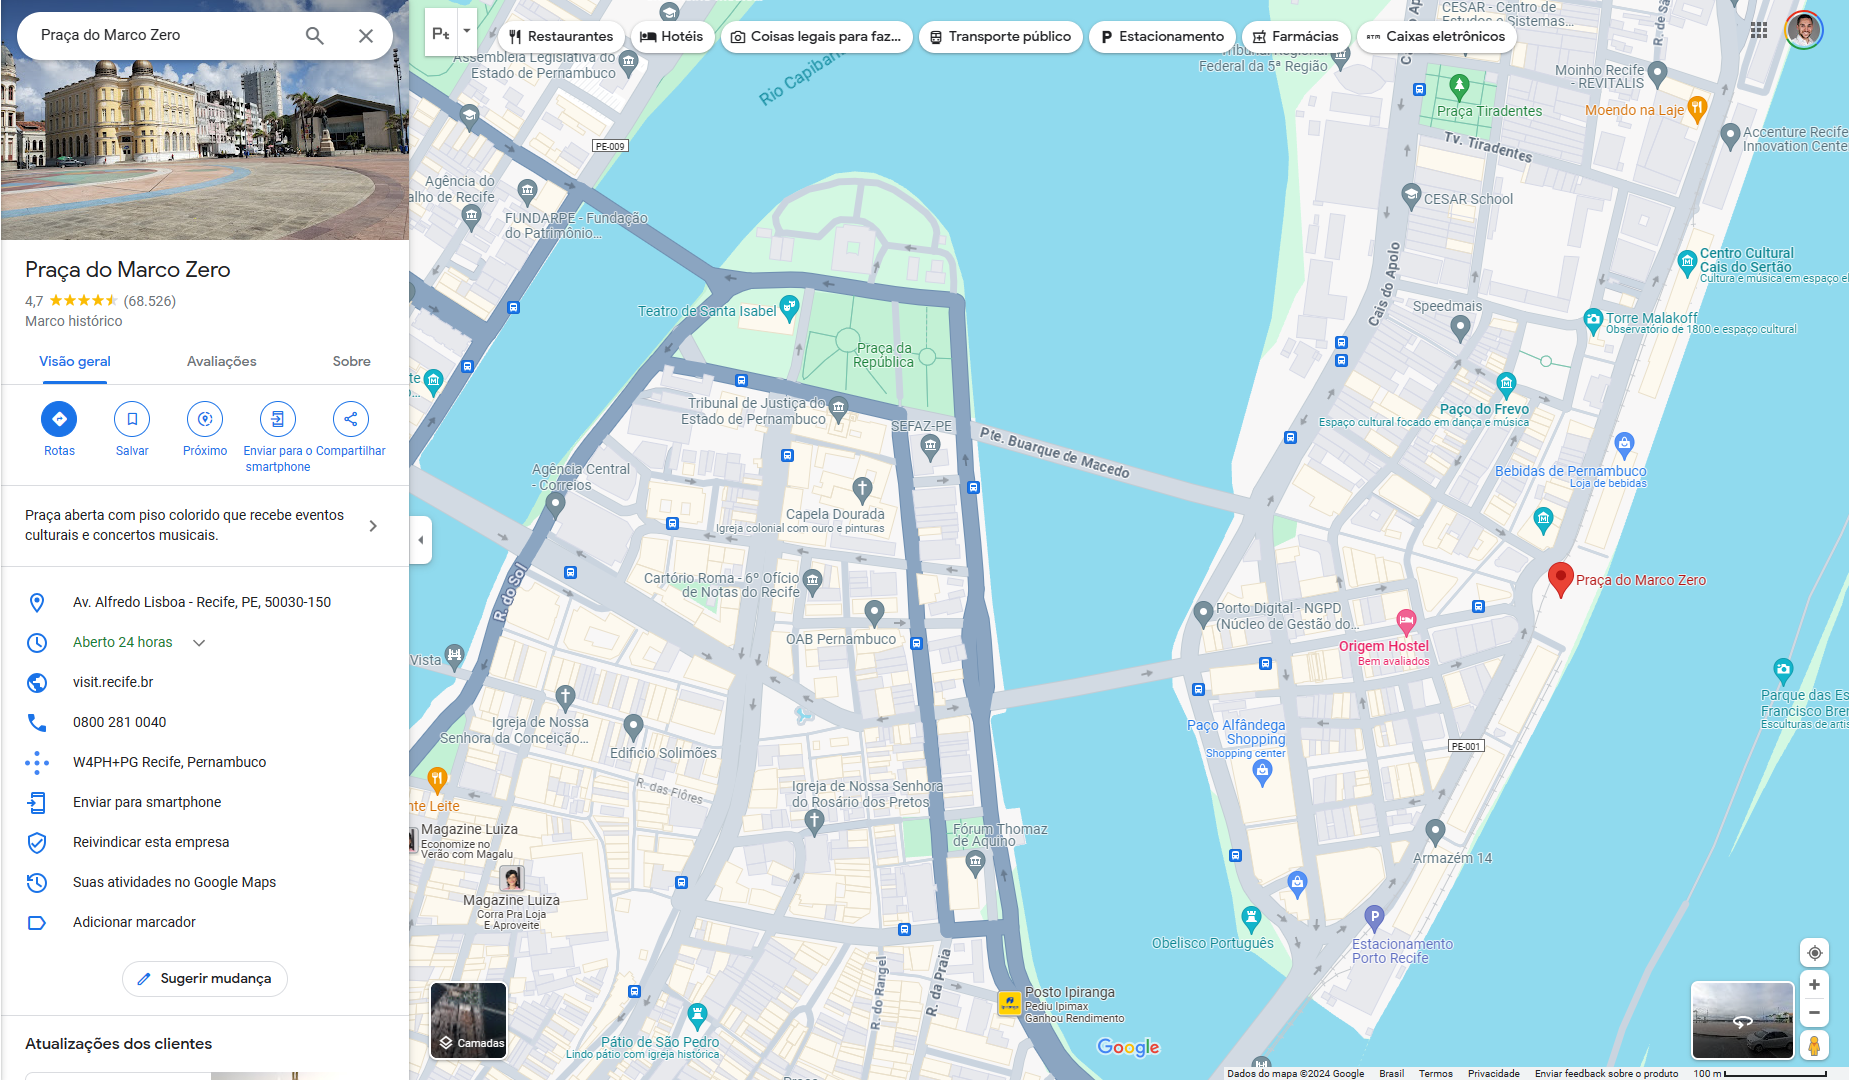 Praça do Marco Zero
Praça do Marco Zero
4,7
(68.526)
Marco histórico
Visão geral
Avaliações
Sobre
Rotas
Salvar
Próximo
Enviar para o smartphone
Compartilhar
Praça aberta com piso colorido que recebe eventos
culturais e concertos musicais.
Av. Alfredo Lisboa - Recife, PE, 50030-150
Aberto 24 horas
visit.recife.br
0800 281 0040
W4PH+PG Recife, Pernambuco
Enviar para smartphone
Reivindicar esta empresa
Suas atividades no Google Maps
Adicionar marcador
Sugerir mudança
Atualizações dos clientes
Restaurantes
Hotéis
Coisas legais para faz...
Transporte público
Estacionamento
Farmácias
Caixas eletrônicos
Assembleia Legislativa do
Estado de Pernambuco
PE-009
Agência do
alho de Recife
FUNDARPE - Fundação
do Patrimônio...
Teatro de Santa Isabel
Praça da
República
Tribunal de Justiça do
Estado de Pernambuco
SEFAZ-PE
Pte. Buarque de Macedo
Agência Central
- Correios
Capela Dourada
Igreja colonial com ouro e pinturas
R. do Sol
Cartório Roma - 6º Ofício
de Notas do Recife
OAB Pernambuco
Vista
Igreja de Nossa
Senhora da Conceição...
Edificio Solimões
R. das Flôres
nte Leite
Igreja de Nossa Senhora
do Rosário dos Pretos
Magazine Luiza
Economize no
Verão com Magalu
Magazine Luiza
Corra Pra Loja
E Aproveite
Fórum Thomaz
de Aquino
R. do Rangel
R. da Praia
Posto Ipiranga
Pediu Ipimax
Ganhou Rendimento
Pátio de São Pedro
Lindo pátio com igreja histórica
Camadas
Google
CESAR - Centro de
Estudos e Sistemas...
Tribunal Regional
Federal da 5ª Região
Moinho Recife
- REVITALIS
Moendo na Laje
Praça Tiradentes
Tv. Tiradentes
Accenture Recife
Innovation Cente
CESAR School
Cais do Apolo
Centro Cultural
Cais do Sertão
Cultura e música em espaço el
Speedmais
Torre Malakoff
Observatório de 1800 e espaço cultural
Paço do Frevo
Espaço cultural focado em dança e música
Bebidas de Pernambuco
Loja de bebidas
Praça do Marco Zero
Porto Digital - NGPD
(Núcleo de Gestão do...
Origem Hostel
Bem avaliados
Parque das Es
Francisco Bren
Esculturas de artis
Paço Alfândega
Shopping
Shopping center
PE-001
Armazém 14
Obelisco Português
Estacionamento
Porto Recife
Dados do mapa ©2024 Google
Brasil
Termos
Privacidade
Enviar feedback sobre o produto
100 m